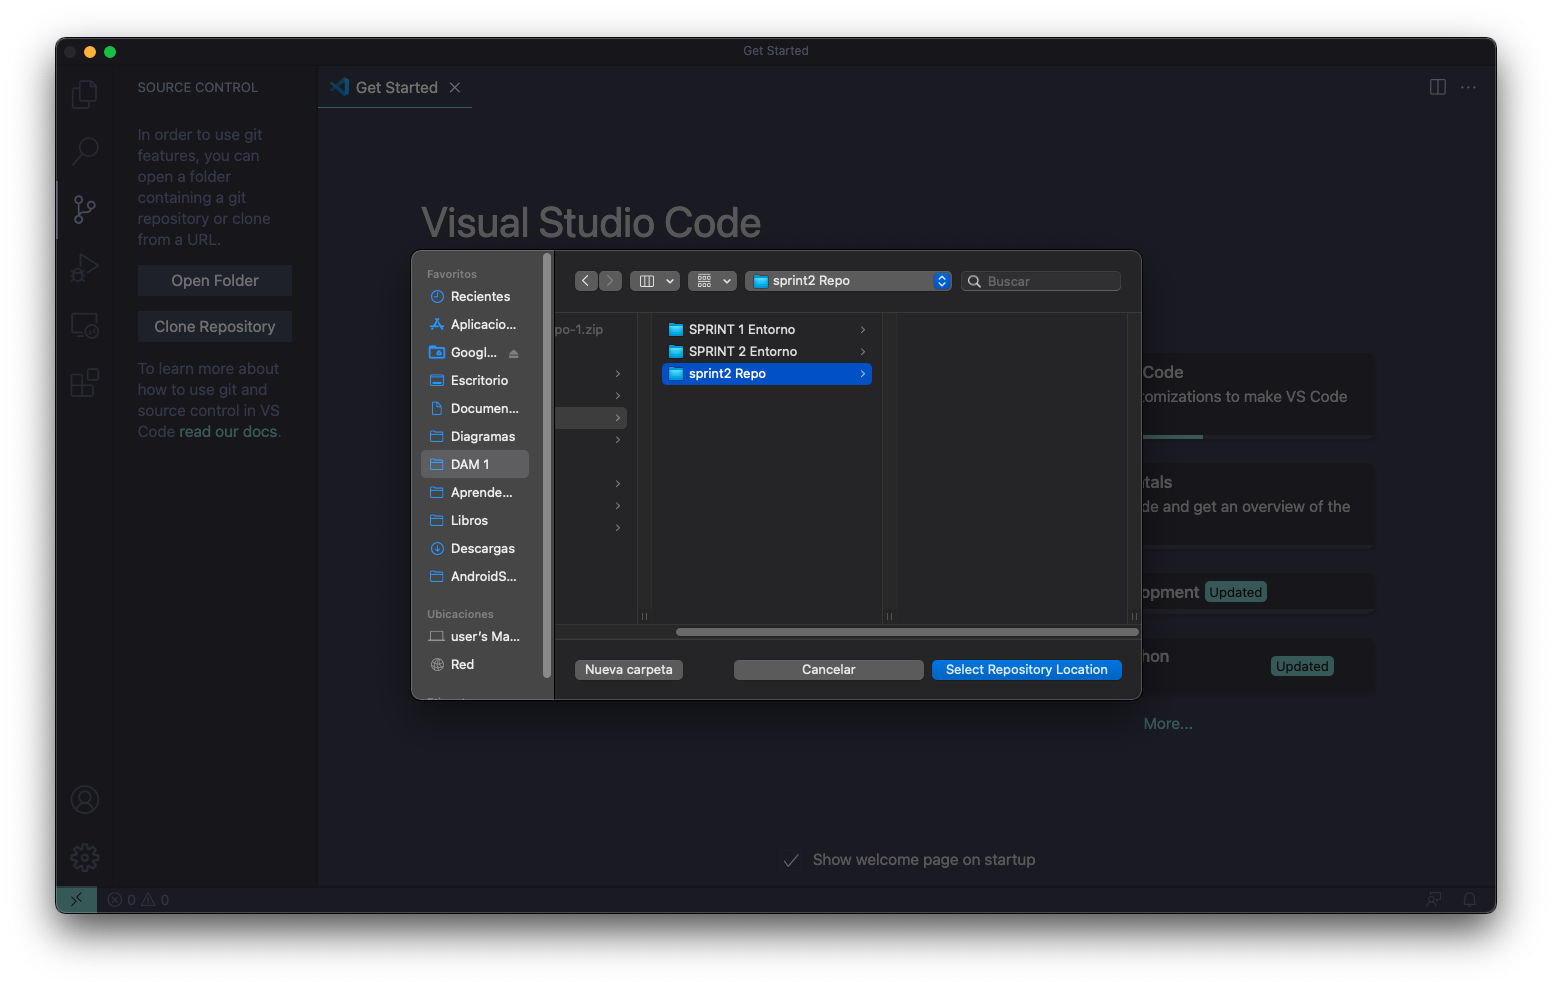 Get Started
SOURCE CONTROL
Get Started
In order to use git
features, you can
open a folder
containing a git
repository or clone
from a URL.
Open Folder
Clone Repository
To learn more about
how to use git and
source control in VS
Code read our docs.
Visual Studio Code
Favoritos
Recientes
Aplicacio...
Googl...
Escritorio
Documen...
Diagramas
DAM 1
Aprende...
Libros
Descargas
AndroidS...
Ubicaciones
user's Ma...
Red
sprint2 Repo
Buscar
po-1.zip
SPRINT 1 Entorno
SPRINT 2 Entorno
sprint2 Repo
Nueva carpeta
Cancelar
Select Repository Location
Code
tomizations to make VS Code
ntals
de and get an overview of the
opment Updated
hon
Updated
More...
Show welcome page on startup
0 0